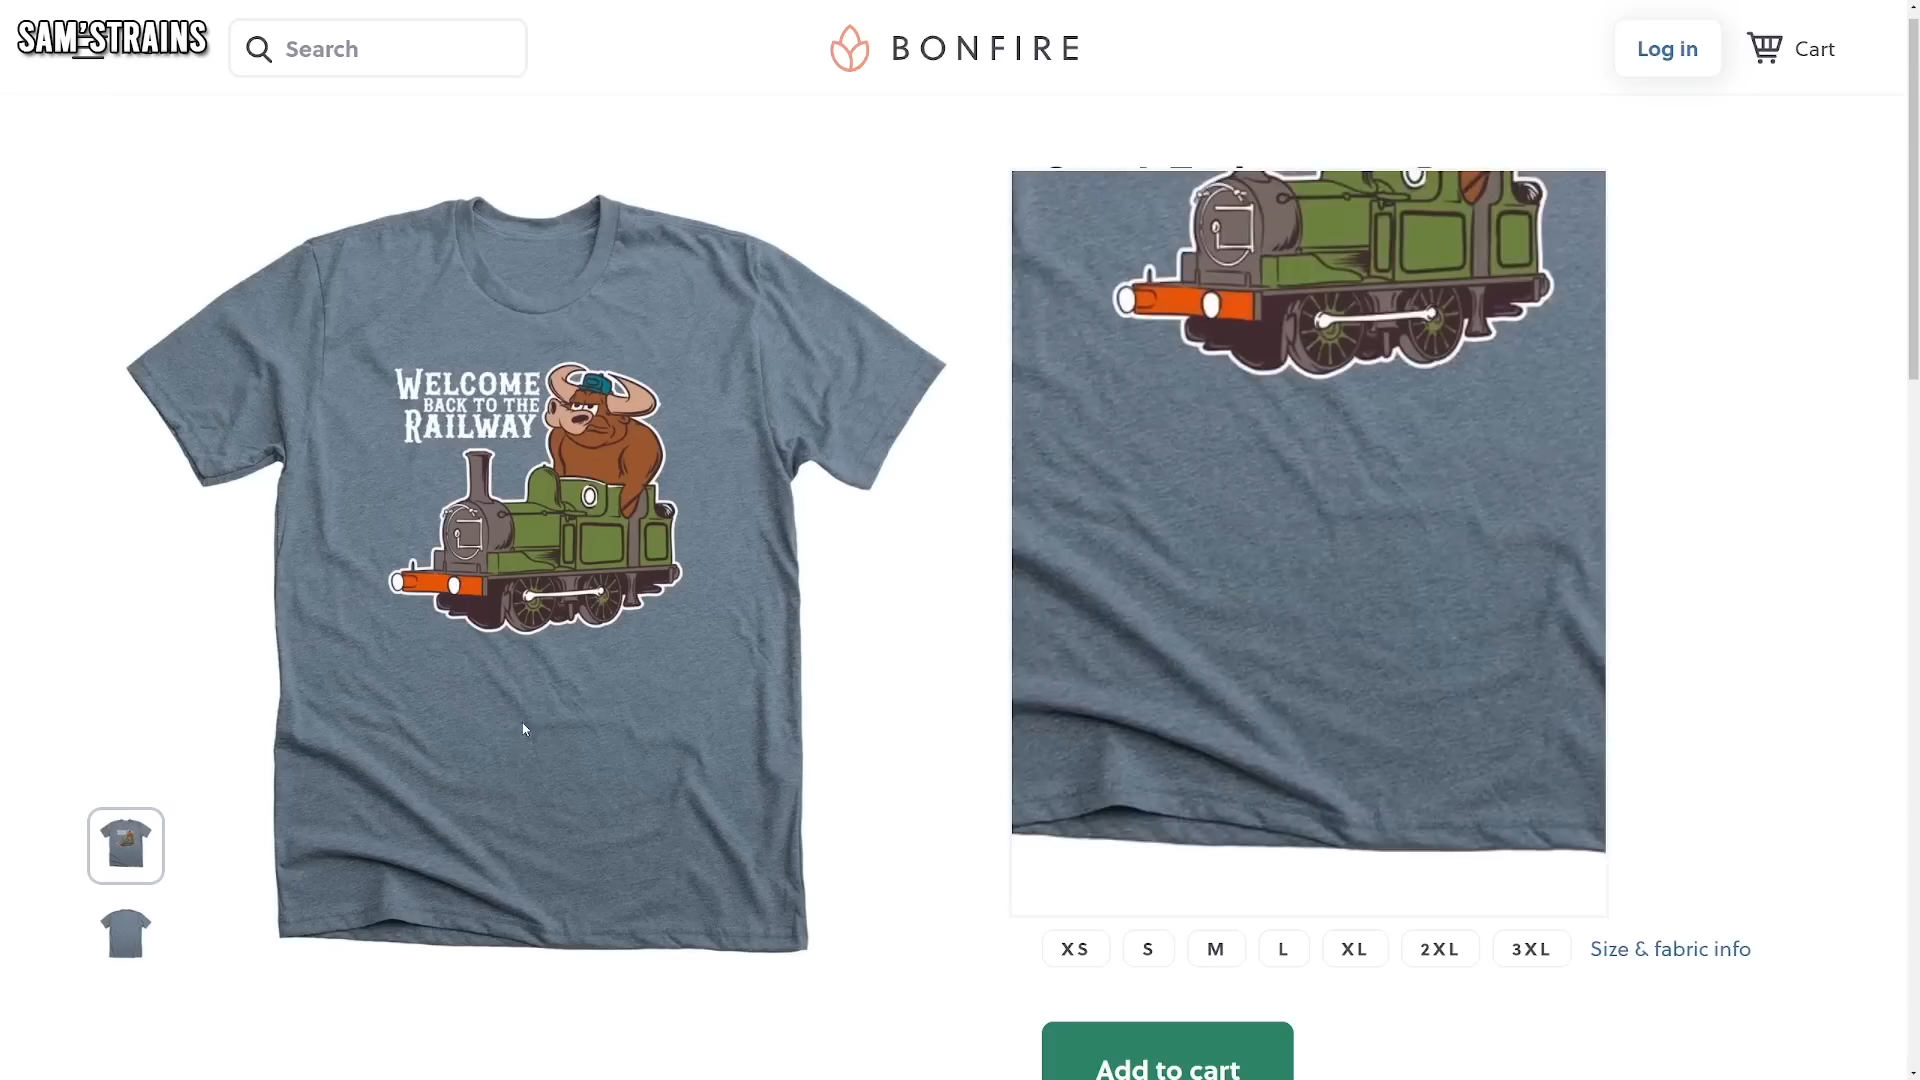 SAM'STRAINS
Search
BONFIRE
Log in
Cart
WELCOME
BACK TO THE
RAILWAY
XS
S
M
L
XL
2XL
3XL
Size & fabric info
Add to cart